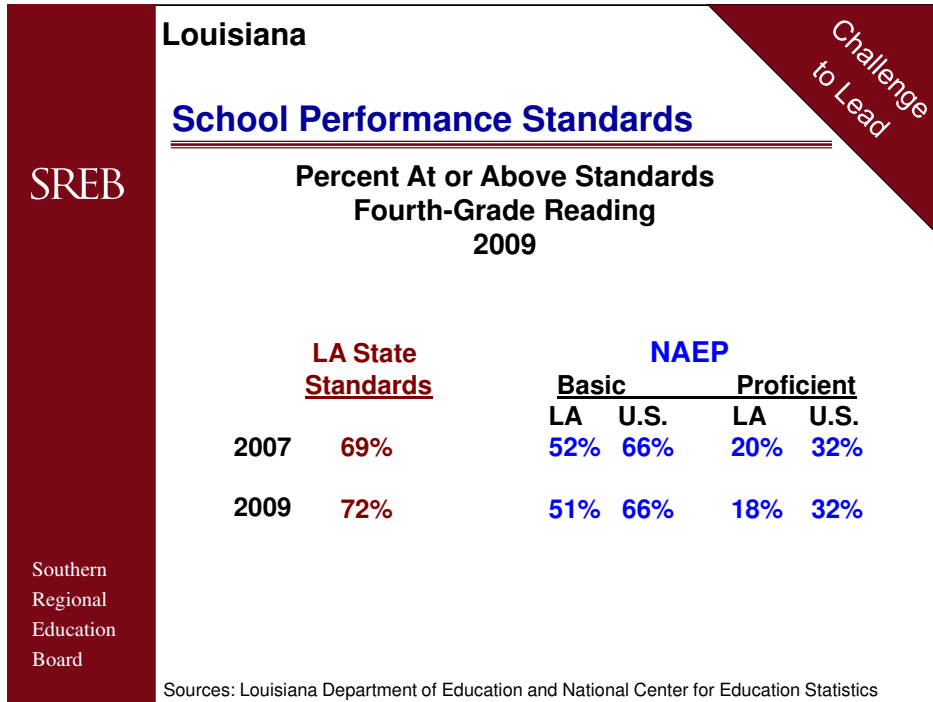 Louisiana
Challenge
to Lead
School Performance Standards
SREB
Percent At or Above Standards
Fourth-Grade Reading
2009
LA State NAEP
Standards Basic Proficient
LA U.S. LA U.S.
2007 69% 52% 66% 20% 32%
2009 72% 51% 66% 18% 32%
Southern
Regional
Education
Board
Sources: Louisiana Department of Education and National Center for Education Statistics